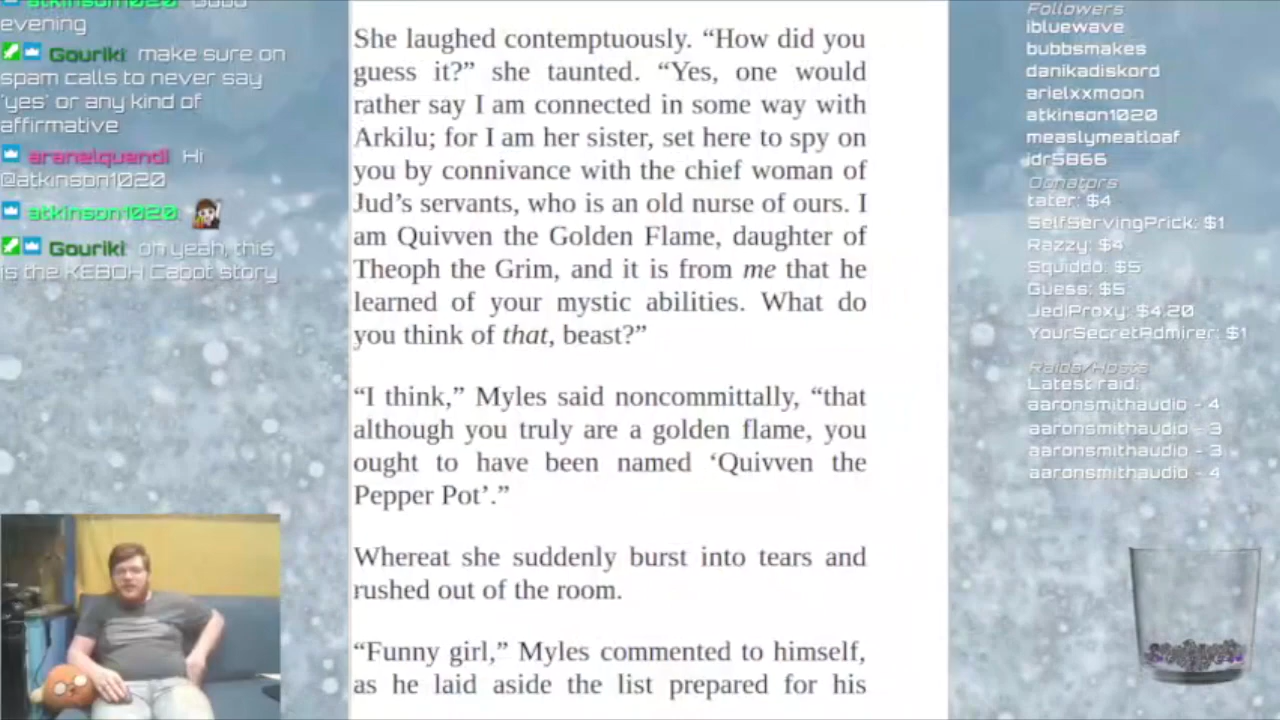 atkinson1020: Good
evening
Gouriki: make sure on
spam calls to never say
'yes' or any kind of
affirmative
aranelquendi: Hi
@atkinson1020
atkinson1020:
Gouriki: oh yeah, this
is the KEBOH Cabot story
She laughed contemptuously. “How did you
guess it?” she taunted. “Yes, one would
rather say I am connected in some way with
Arkilu; for I am her sister, set here to spy on
you by connivance with the chief woman of
Jud’s servants, who is an old nurse of ours. I
am Quivven the Golden Flame, daughter of
Theoph the Grim, and it is from me that he
learned of your mystic abilities. What do
you think of that, beast?”
“I think,” Myles said noncommittally, “that
although you truly are a golden flame, you
ought to have been named ‘Quivven the
Pepper Pot’.”
Whereat she suddenly burst into tears and
rushed out of the room.
“Funny girl,” Myles commented to himself,
as he laid aside the list prepared for his
Followers
ibluewave
bubbsmakes
danikadiskord
arielxxmoon
atkinson1020
measlymeatloaf
jdr5866
Donators
tater: $4
SelfServingPrick: $1
Razzy: $4
Squiddo: $5
Guess: $5
JediProxy: $4.20
YourSecretAdmirer: $1
Raids/Hosts
Latest raid:
aaronsmithaudio - 4
aaronsmithaudio - 3
aaronsmithaudio - 3
aaronsmithaudio - 4